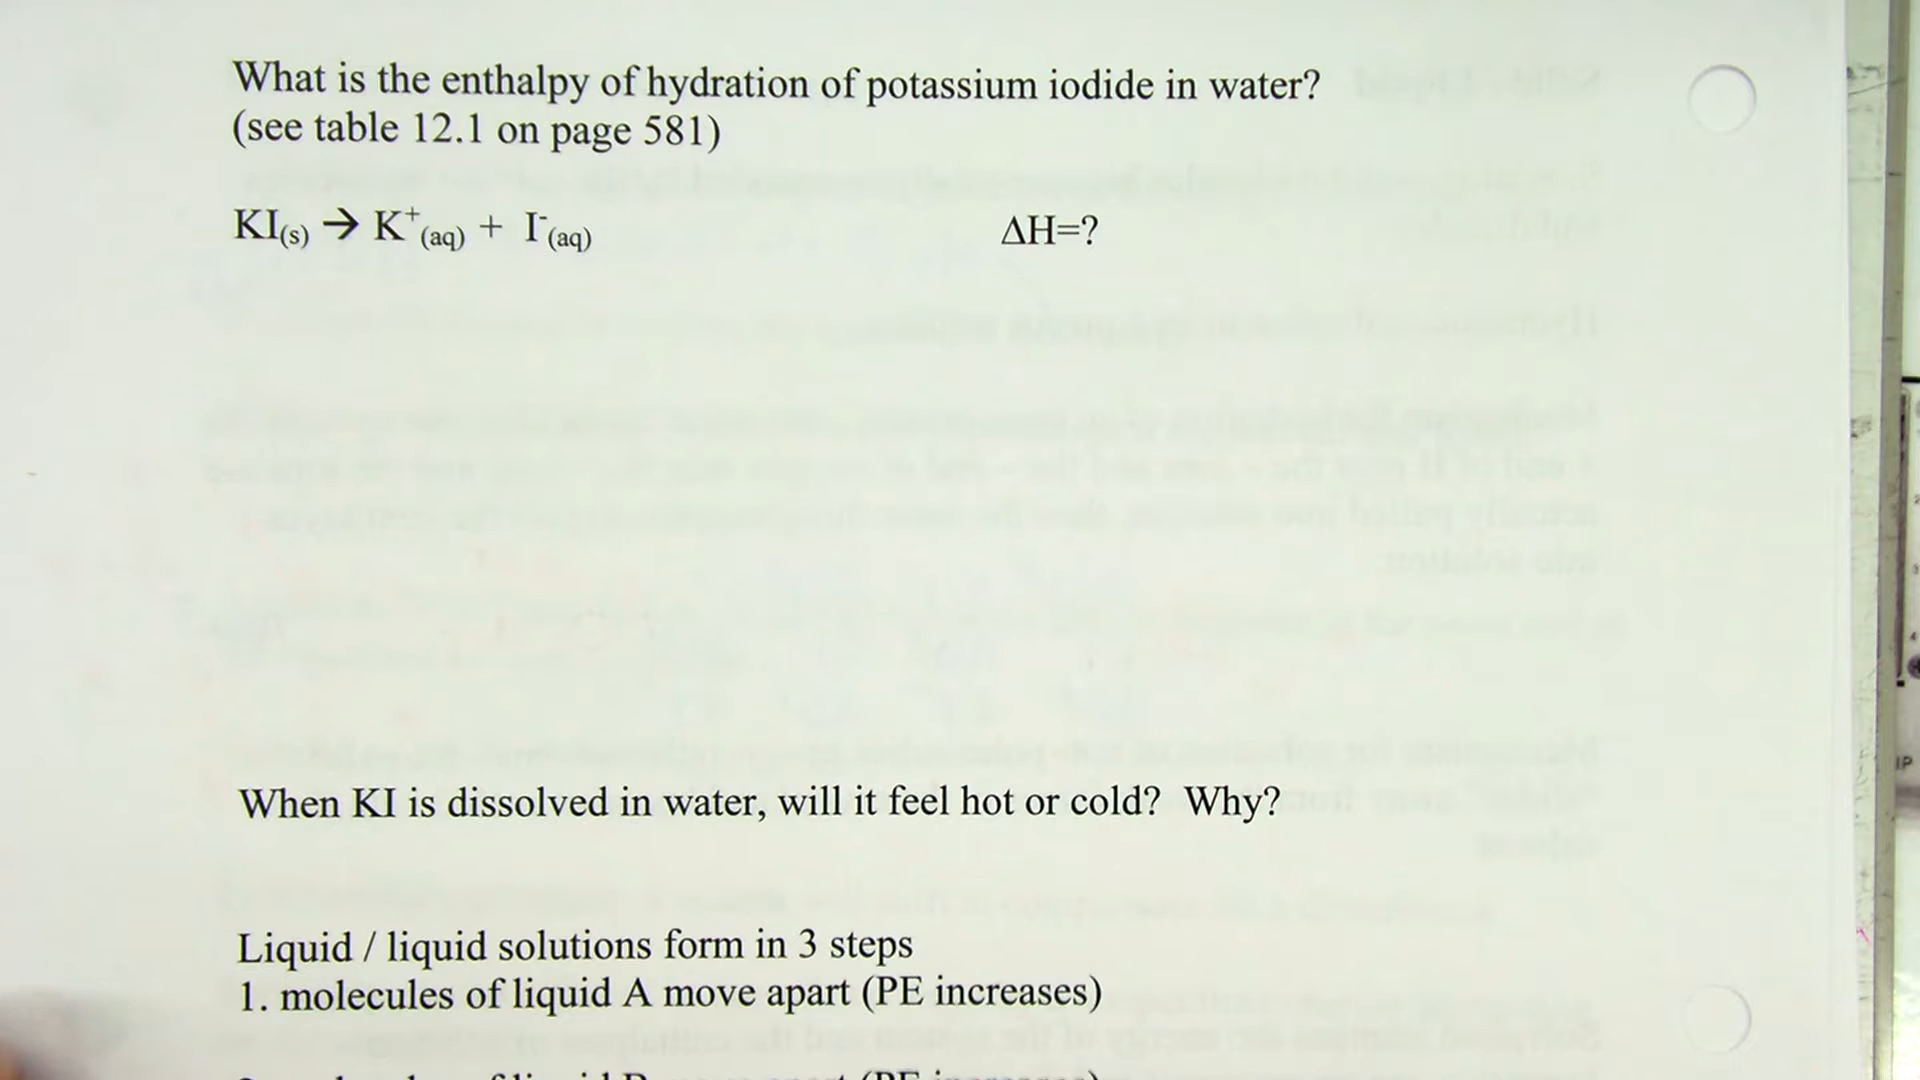 What is the enthalpy of hydration of potassium iodide in water?
(see table 12.1 on page 581)
KI(s) → K⁺(aq) + I⁻(aq) ΔH=?
When KI is dissolved in water, will it feel hot or cold? Why?
Liquid / liquid solutions form in 3 steps
1. molecules of liquid A move apart (PE increases)